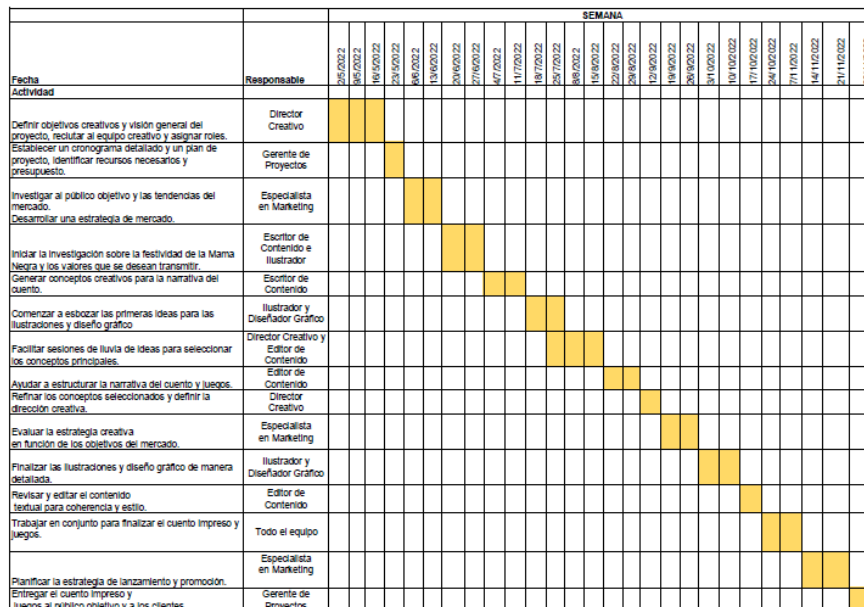 SEMANA
Fecha
Responsable
2/5/2022
9/5/2022
16/5/2022
23/5/2022
6/6/2022
13/6/2022
20/6/2022
27/6/2022
4/7/2022
11/7/2022
18/7/2022
25/7/2022
8/8/2022
15/8/2022
22/8/2022
29/8/2022
12/9/2022
19/9/2022
26/9/2022
3/10/2022
10/10/2022
17/10/2022
24/10/2022
7/11/2022
14/11/2022
21/11/2022
Actividad
Definir objetivos creativos y visión general del
proyecto, reclutar al equipo creativo y asignar roles.
Director
Creativo
Establecer un cronograma detallado y un plan de
proyecto, identificar recursos necesarios y
presupuesto.
Gerente de
Proyectos
Investigar al público objetivo y las tendencias del
mercado.
Desarrollar una estrategia de mercado.
Especialista
en Marketing
Iniciar la investigación sobre la festividad de la Mama
Negra y los valores que se desean transmitir.
Escritor de
Contenido e
Ilustrador
Generar conceptos creativos para la narrativa del
cuento.
Escritor de
Contenido
Comenzar a esbozar las primeras ideas para las
ilustraciones y diseño gráfico
Ilustrador y
Diseñador Gráfico
Facilitar sesiones de lluvia de ideas para seleccionar
los conceptos principales.
Director Creativo y
Editor de
Contenido
Ayudar a estructurar la narrativa del cuento y juegos.
Editor de
Contenido
Refinar los conceptos seleccionados y definir la
dirección creativa.
Director
Creativo
Evaluar la estrategia creativa
en función de los objetivos del mercado.
Especialista
en Marketing
Finalizar las ilustraciones y diseño gráfico de manera
detallada.
Ilustrador y
Diseñador Gráfico
Revisar y editar el contenido
textual para coherencia y estilo.
Editor de
Contenido
Trabajar en conjunto para finalizar el cuento impreso y
juegos.
Todo el equipo
Planificar la estrategia de lanzamiento y promoción.
Especialista
en Marketing
Entregar el cuento impreso y
juegos al público objetivo y a los clientes
Gerente de
Proyectos